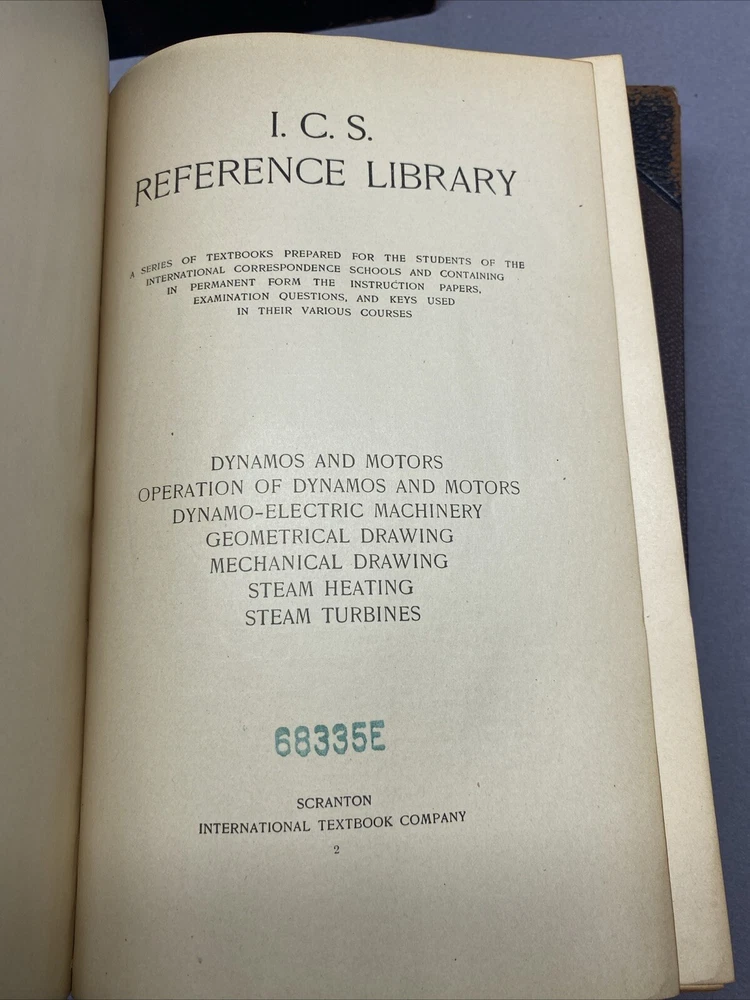 I. C. S.
REFERENCE LIBRARY
A SERIES OF TEXTBOOKS PREPARED FOR THE STUDENTS OF THE
INTERNATIONAL CORRESPONDENCE SCHOOLS AND CONTAINING
IN PERMANENT FORM THE INSTRUCTION PAPERS,
EXAMINATION QUESTIONS, AND KEYS USED
IN THEIR VARIOUS COURSES
DYNAMOS AND MOTORS
OPERATION OF DYNAMOS AND MOTORS
DYNAMO-ELECTRIC MACHINERY
GEOMETRICAL DRAWING
MECHANICAL DRAWING
STEAM HEATING
STEAM TURBINES
68335E
SCRANTON
INTERNATIONAL TEXTBOOK COMPANY
2